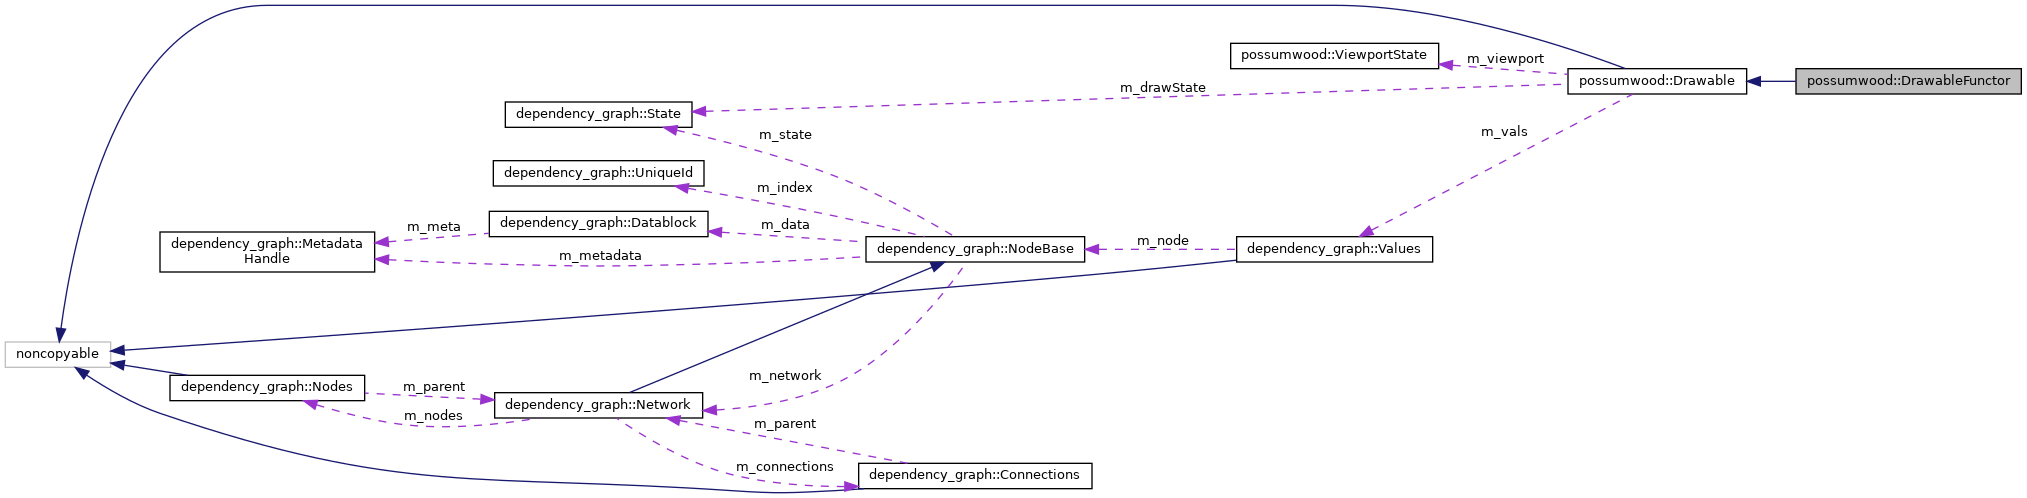 possumwood::ViewportState
m_viewport
possumwood::Drawable
possumwood::DrawableFunctor
m_drawState
dependency_graph::State
m_state
m_vals
dependency_graph::UniqueId
m_index
dependency_graph::Datablock
m_meta
m_data
dependency_graph::Metadata
Handle
m_metadata
dependency_graph::NodeBase
m_node
dependency_graph::Values
noncopyable
m_network
dependency_graph::Nodes
m_parent
m_nodes
dependency_graph::Network
m_parent
m_connections
dependency_graph::Connections